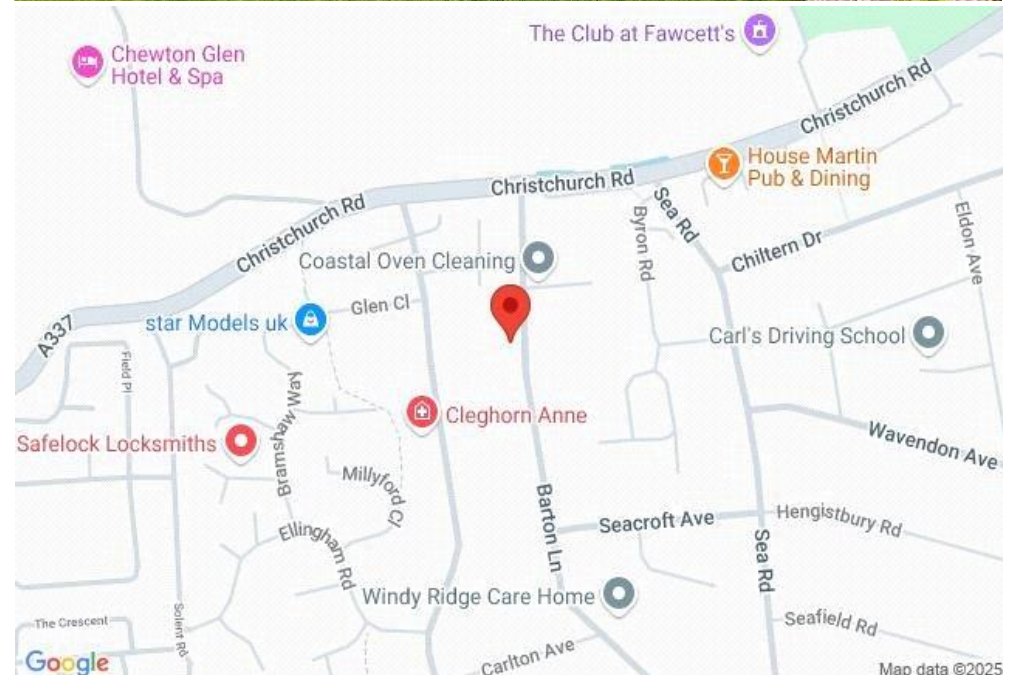 The Club at Fawcett's
Chewton Glen
Hotel & Spa
Christchurch Rd
House Martin
Pub & Dining
Christchurch Rd
Sea Rd
Byron Rd
Eldon Ave
Christchurch Rd
Chiltern Dr
Coastal Oven Cleaning
Glen Cl
star Models uk
A337
Carl's Driving School
Field Pl
Bramshaw Way
Cleghorn Anne
Safelock Locksmiths
Wavendon Ave
Millyford Cl
Barton Ln
Seacroft Ave
Hengistbury Rd
Ellingham Rd
Sea Rd
Windy Ridge Care Home
Seafield Rd
The Crescent
Solent Rd
Carlton Ave
Google
Map data ©2025